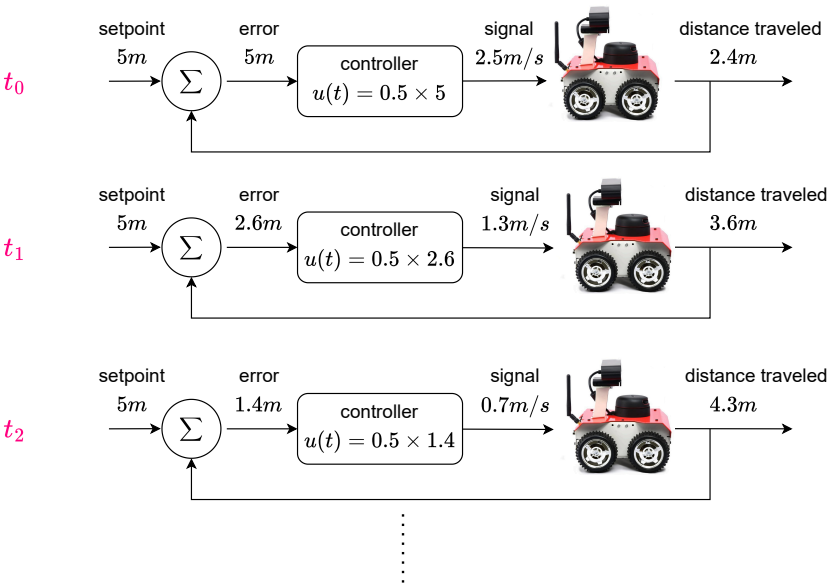 setpoint
error
signal
distance traveled
5m
5m
controller
2.5m/s
2.4m
t₀
Σ
u(t) = 0.5 × 5
setpoint
error
signal
distance traveled
5m
2.6m
controller
1.3m/s
3.6m
t₁
Σ
u(t) = 0.5 × 2.6
setpoint
error
signal
distance traveled
5m
1.4m
controller
0.7m/s
4.3m
t₂
Σ
u(t) = 0.5 × 1.4